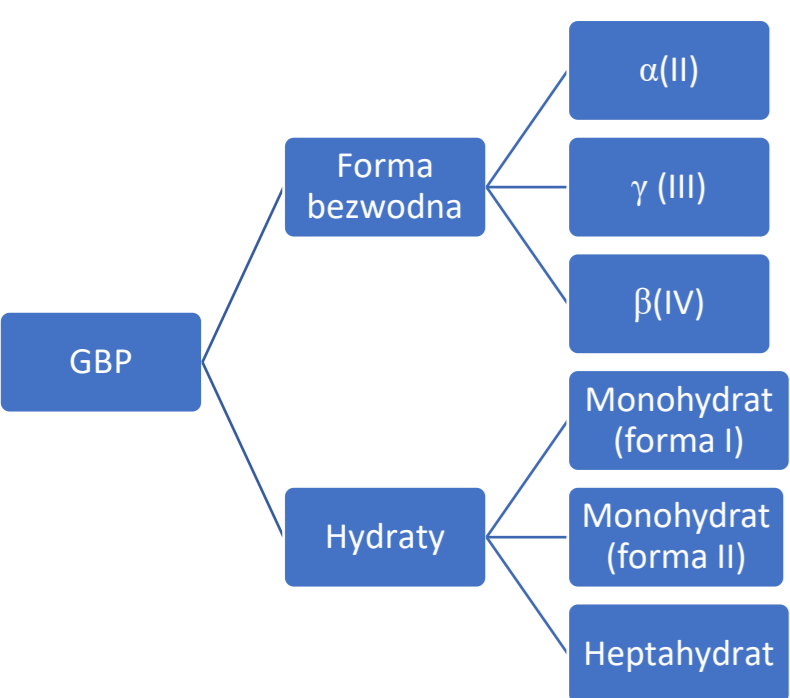 α(II)
Forma
bezwodna
γ (III)
β(IV)
GBP
Monohydrat
(forma I)
Hydraty
Monohydrat
(forma II)
Heptahydrat